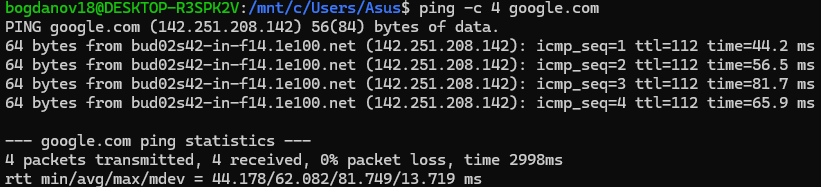 bogdanov18@DESKTOP-R3SPK2V:/mnt/c/Users/Asus$ ping -c 4 google.com
PING google.com (142.251.208.142) 56(84) bytes of data.
64 bytes from bud02s42-in-f14.1e100.net (142.251.208.142): icmp_seq=1 ttl=112 time=44.2 ms
64 bytes from bud02s42-in-f14.1e100.net (142.251.208.142): icmp_seq=2 ttl=112 time=56.5 ms
64 bytes from bud02s42-in-f14.1e100.net (142.251.208.142): icmp_seq=3 ttl=112 time=81.7 ms
64 bytes from bud02s42-in-f14.1e100.net (142.251.208.142): icmp_seq=4 ttl=112 time=65.9 ms
--- google.com ping statistics ---
4 packets transmitted, 4 received, 0% packet loss, time 2998ms
rtt min/avg/max/mdev = 44.178/62.082/81.749/13.719 ms